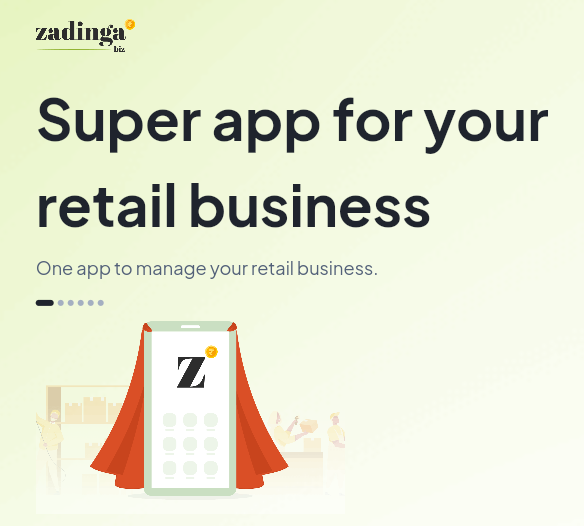 zadinga
biz
Super app for your
retail business
One app to manage your retail business.
Z